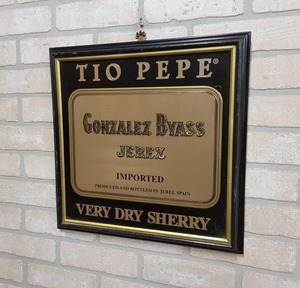 TIO PEPE®
GONZALEZ BYASS
JEREZ
IMPORTED
PRODUCED AND BOTTLED IN JEREZ SPAIN
VERY DRY SHERRY